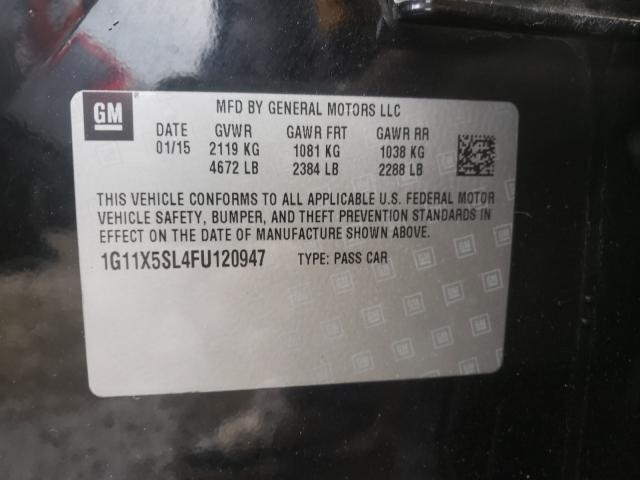 GM
MFD BY GENERAL MOTORS LLC
DATE GVWR GAWR FRT GAWR RR
01/15 2119 KG 1081 KG 1038 KG
4672 LB 2384 LB 2288 LB
THIS VEHICLE CONFORMS TO ALL APPLICABLE U.S. FEDERAL MOTOR
VEHICLE SAFETY, BUMPER, AND THEFT PREVENTION STANDARDS IN
EFFECT ON THE DATE OF MANUFACTURE SHOWN ABOVE.
1G11X5SL4FU120947 TYPE: PASS CAR